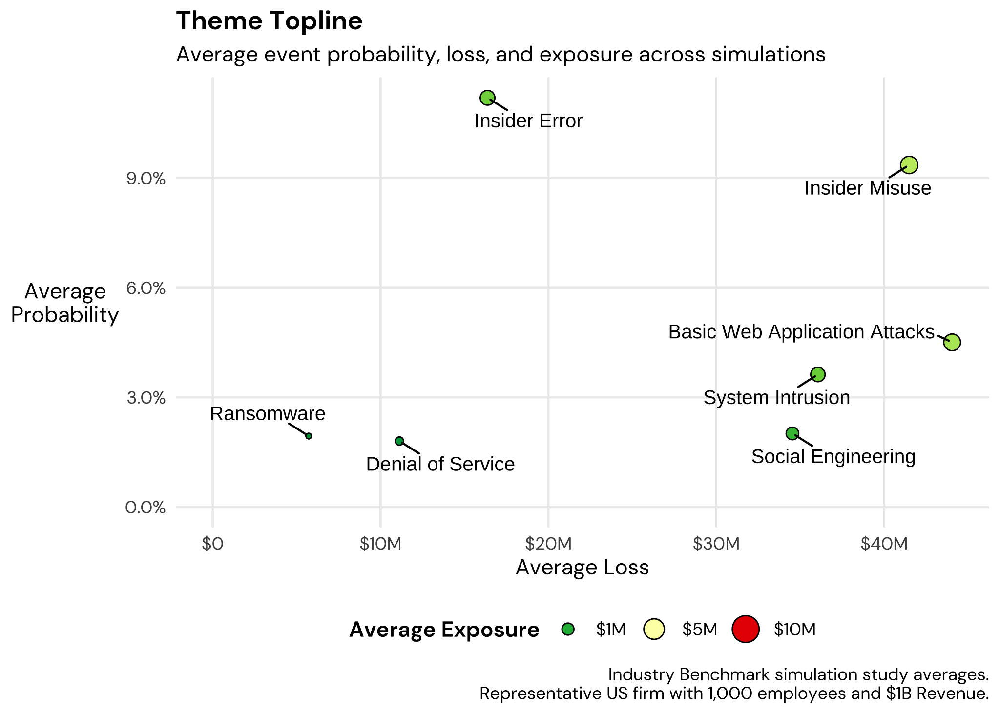 Theme Topline
Average event probability, loss, and exposure across simulations
Insider Error
9.0%
Insider Misuse
Average
Probability
6.0%
Basic Web Application Attacks
System Intrusion
3.0%
Ransomware
Social Engineering
Denial of Service
0.0%
$0 $10M $20M $30M $40M
Average Loss
Average Exposure $1M $5M $10M
Industry Benchmark simulation study averages.
Representative US firm with 1,000 employees and $1B Revenue.